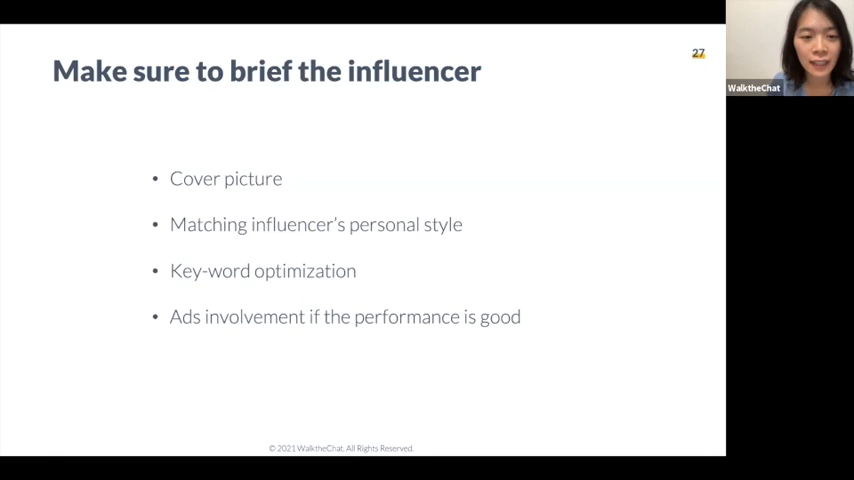 Make sure to brief the influencer
27
WalktheChat
• Cover picture
• Matching influencer's personal style
• Key-word optimization
• Ads involvement if the performance is good
© 2021 WalktheChat. All Rights Reserved.